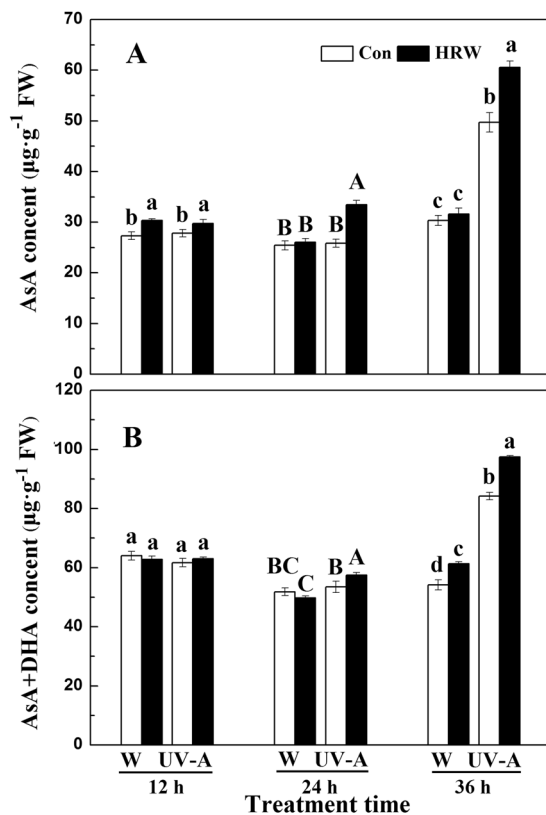 A
Con HRW
AsA concent (µg·g⁻¹ FW)
70
60
50
40
30
20
10
0
b a b a
B B B A
c c b a
B
AsA+DHA concent (µg·g⁻¹ FW)
120
100
80
60
40
20
0
a a a a
BC C B A
d c b a
W UV-A W UV-A W UV-A
12 h 24 h 36 h
Treatment time